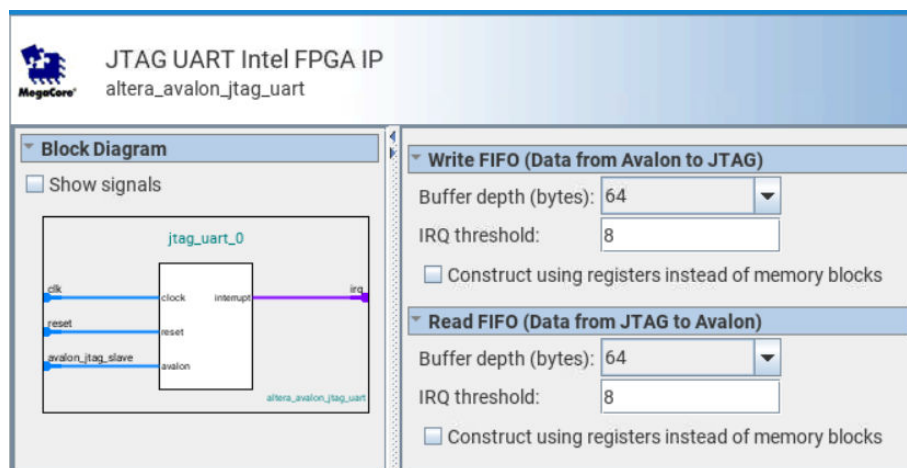 JTAG UART Intel FPGA IP
altera_avalon_jtag_uart
MegaCore®
Block Diagram
Show signals
jtag_uart_0
clk
clock
interrupt
irq
reset
reset
avalon_jtag_slave
avalon
altera_avalon_jtag_uart
Write FIFO (Data from Avalon to JTAG)
Buffer depth (bytes): 64
IRQ threshold: 8
Construct using registers instead of memory blocks
Read FIFO (Data from JTAG to Avalon)
Buffer depth (bytes): 64
IRQ threshold: 8
Construct using registers instead of memory blocks